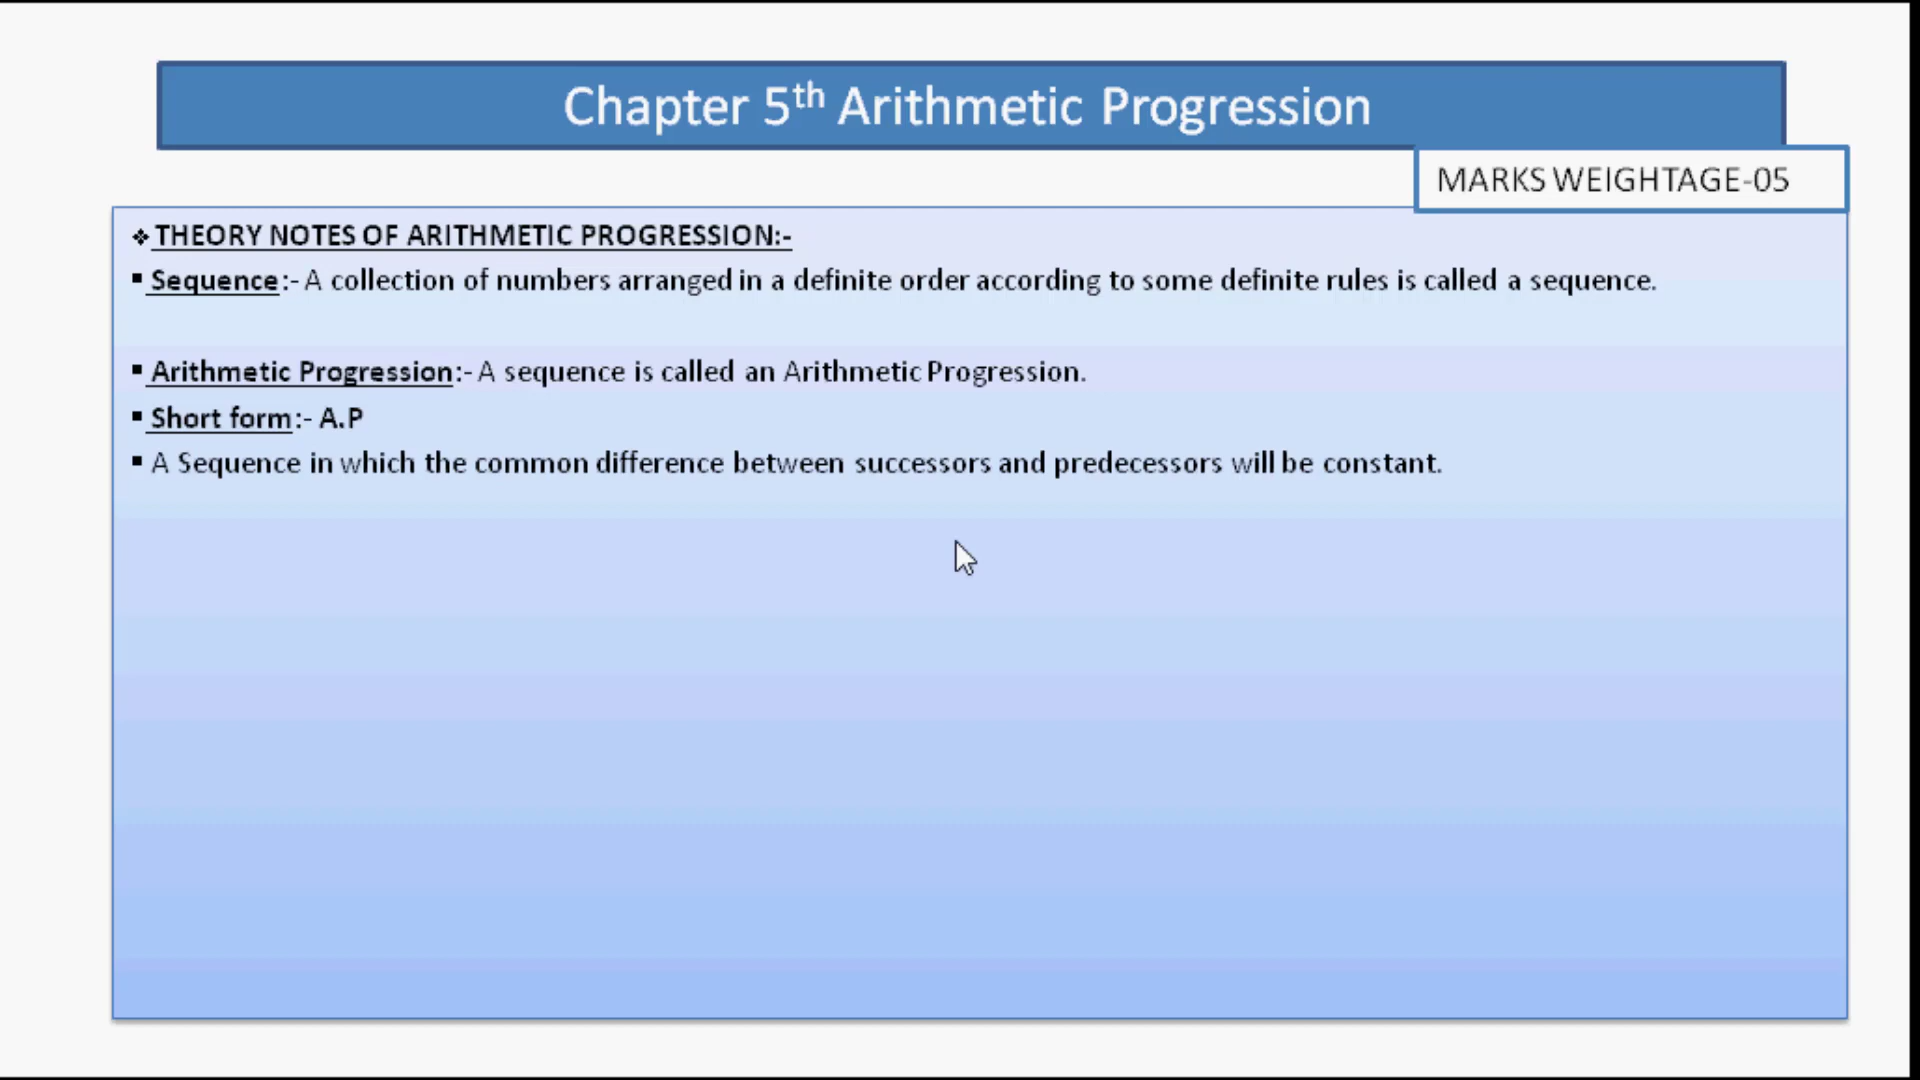 Chapter 5th Arithmetic Progression
MARKS WEIGHTAGE-05
❖THEORY NOTES OF ARITHMETIC PROGRESSION:-
▪ Sequence:- A collection of numbers arranged in a definite order according to some definite rules is called a sequence.
▪ Arithmetic Progression:- A sequence is called an Arithmetic Progression.
▪ Short form:- A.P
▪ A Sequence in which the common difference between successors and predecessors will be constant.